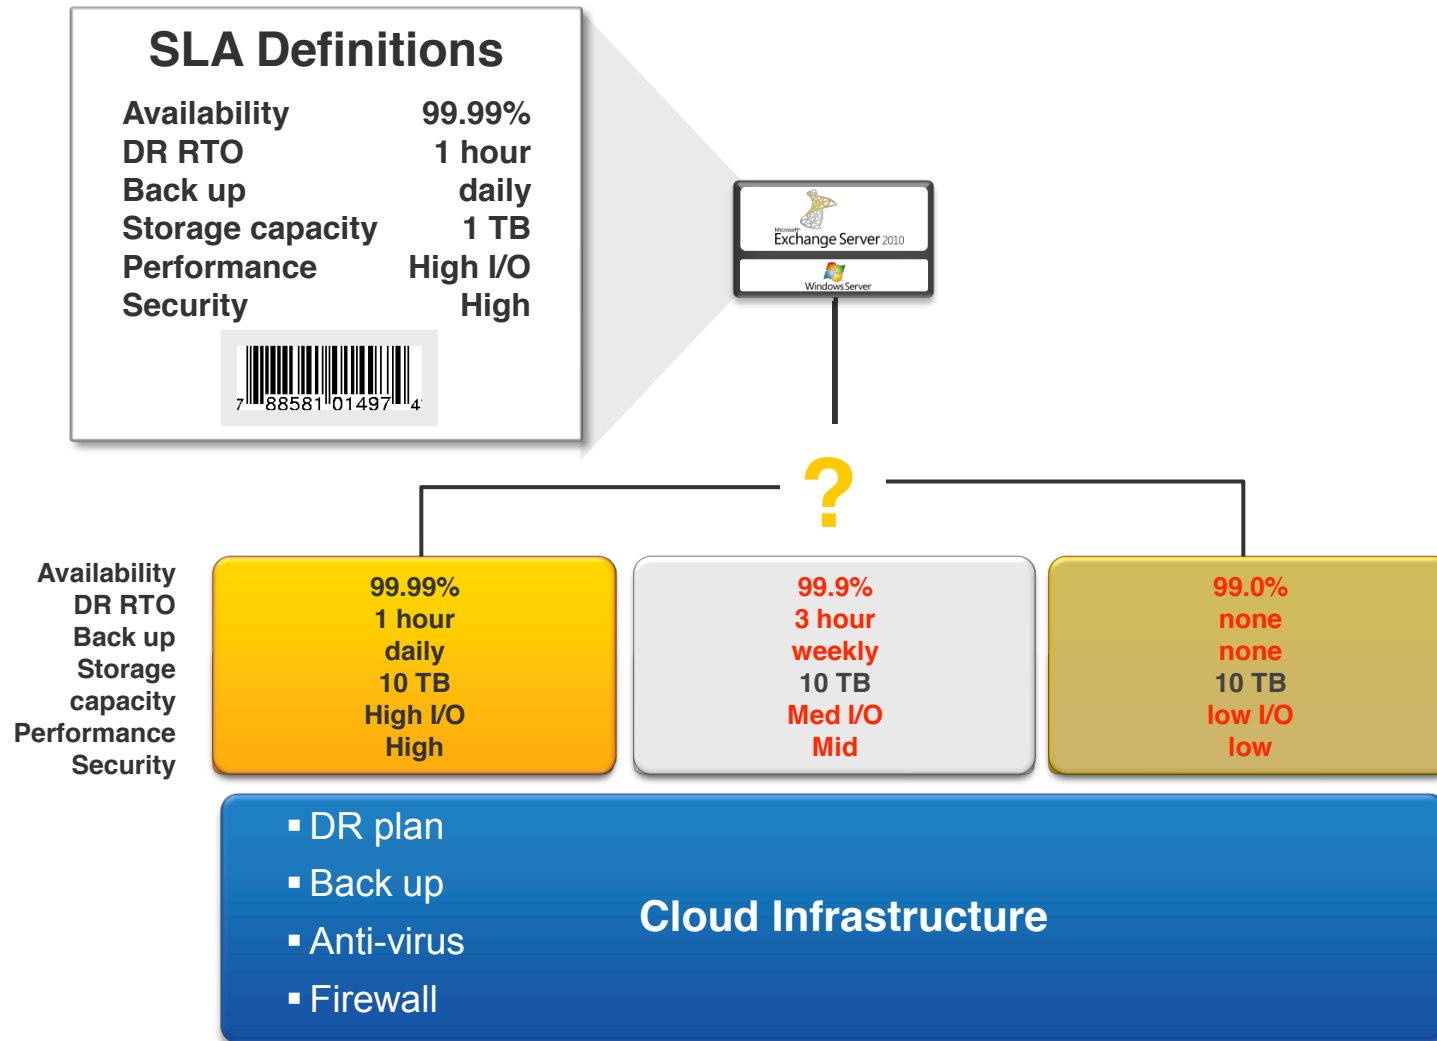 SLA Definitions
Availability 99.99%
DR RTO 1 hour
Back up daily
Storage capacity 1 TB
Performance High I/O
Security High
7 88581 01497 4
Microsoft
Exchange Server 2010
Windows Server
?
Availability 99.99% 99.9% 99.0%
DR RTO 1 hour 3 hour none
Back up daily weekly none
Storage 10 TB 10 TB 10 TB
capacity
Performance High I/O Med I/O low I/O
Security High Mid low
▪ DR plan
▪ Back up
Cloud Infrastructure
▪ Anti-virus
▪ Firewall